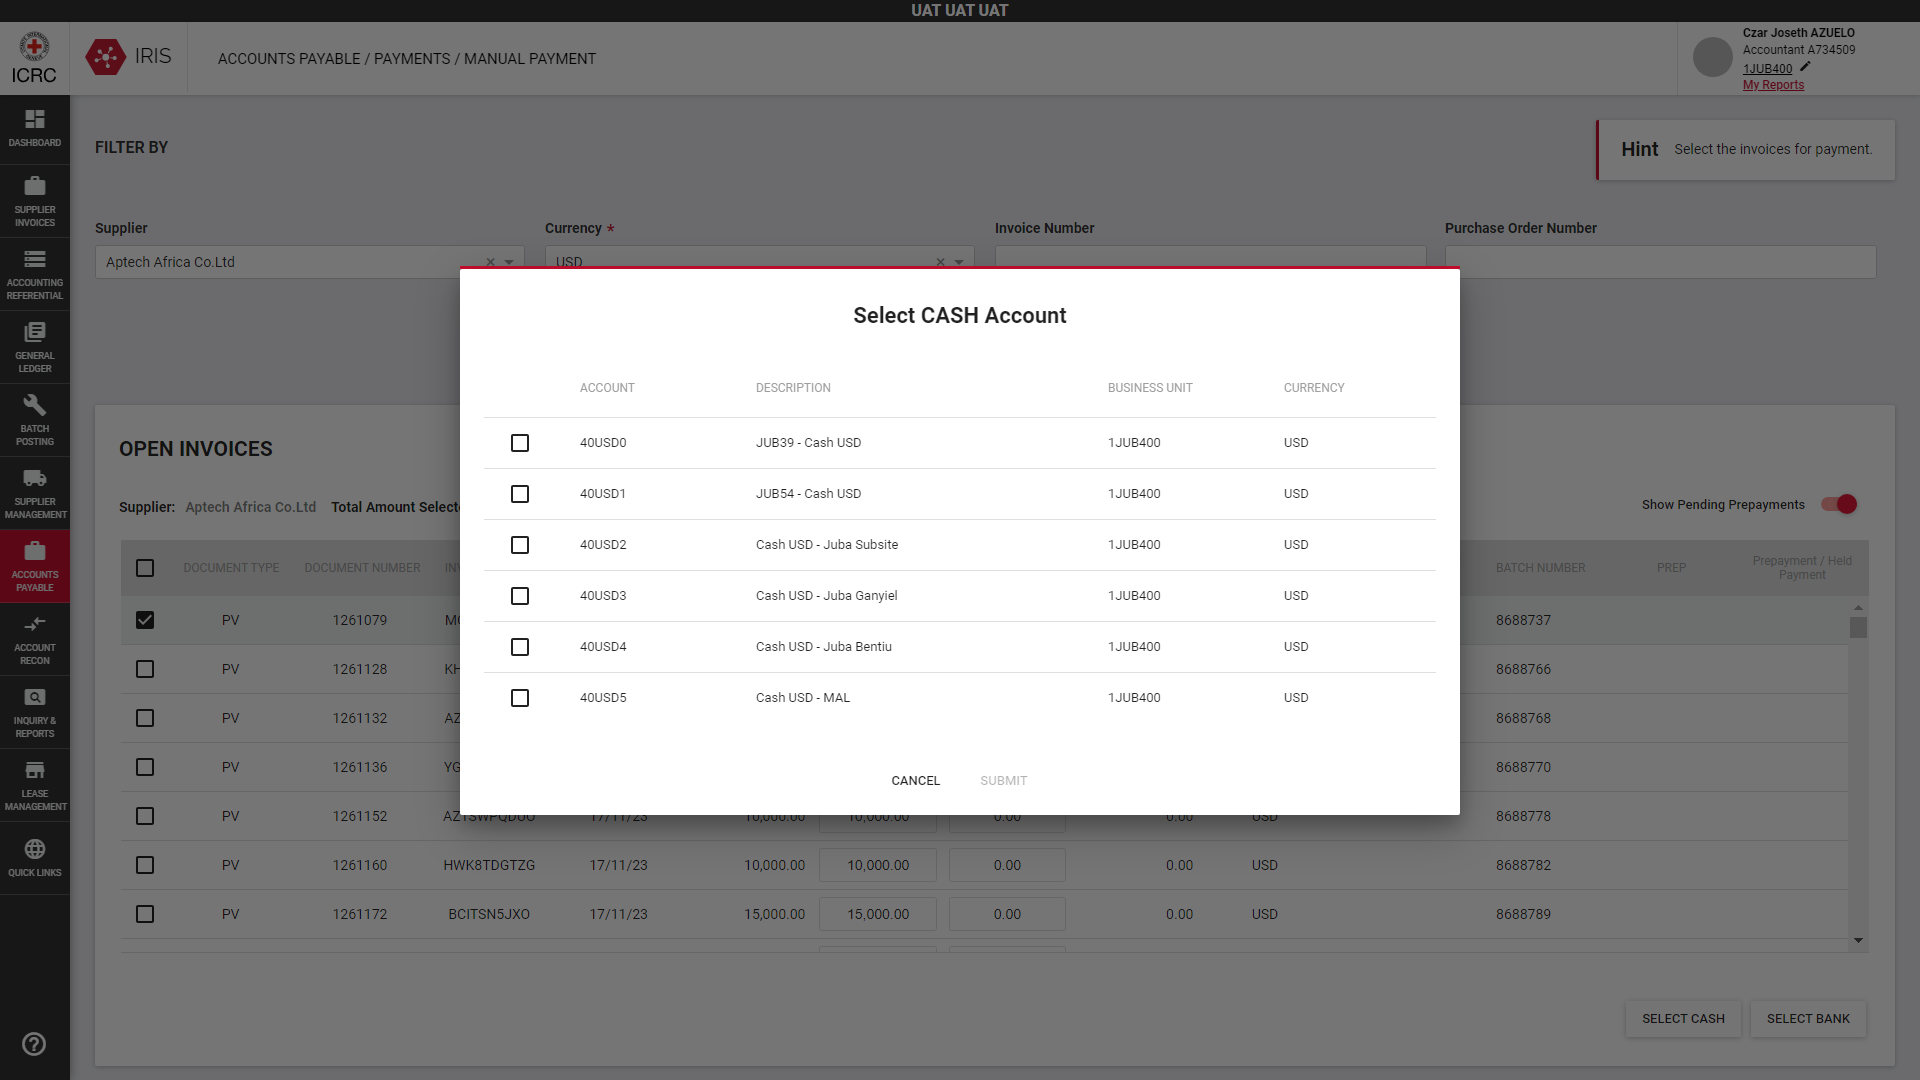 UAT UAT UAT
ICRC
IRIS
ACCOUNTS PAYABLE / PAYMENTS / MANUAL PAYMENT
Czar Joseth AZUELO
Accountant A734509
1JUB400
My Reports
DASHBOARD
SUPPLIER INVOICES
ACCOUNTING REFERENTIAL
GENERAL LEDGER
BATCH POSTING
SUPPLIER MANAGEMENT
ACCOUNTS PAYABLE
ACCOUNT RECON
INQUIRY & REPORTS
LEASE MANAGEMENT
QUICK LINKS
FILTER BY
Hint Select the invoices for payment.
Supplier Currency * Invoice Number Purchase Order Number
Aptech Africa Co.Ltd USD
Select CASH Account
ACCOUNT DESCRIPTION BUSINESS UNIT CURRENCY
40USD0 JUB39 - Cash USD 1JUB400 USD
40USD1 JUB54 - Cash USD 1JUB400 USD
40USD2 Cash USD - Juba Subsite 1JUB400 USD
40USD3 Cash USD - Juba Ganyiel 1JUB400 USD
40USD4 Cash USD - Juba Bentiu 1JUB400 USD
40USD5 Cash USD - MAL 1JUB400 USD
CANCEL SUBMIT
OPEN INVOICES
Supplier: Aptech Africa Co.Ltd Total Amount Selecte
Show Pending Prepayments
DOCUMENT TYPE DOCUMENT NUMBER INV BATCH NUMBER PREP Prepayment / Held Payment
PV 1261079 8688737
PV 1261128 KH 8688766
PV 1261132 AZ 8688768
PV 1261136 YG 8688770
PV 1261152 AZTSWPQDUO 17/11/23 10,000.00 10,000.00 0.00 0.00 USD 8688778
PV 1261160 HWK8TDGTZG 17/11/23 10,000.00 10,000.00 0.00 0.00 USD 8688782
PV 1261172 BCITSN5JXO 17/11/23 15,000.00 15,000.00 0.00 0.00 USD 8688789
SELECT CASH SELECT BANK